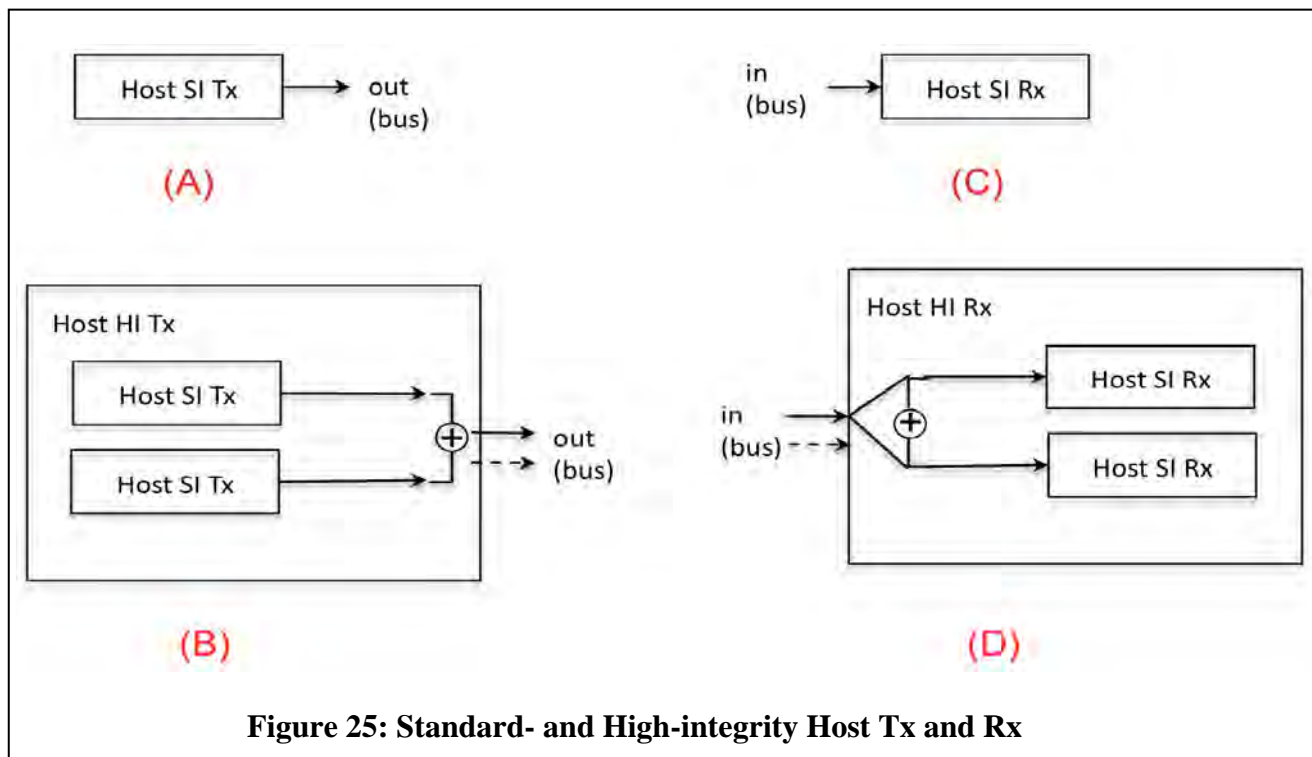 Host SI Tx
out
(bus)
(A)
in
(bus)
Host SI Rx
(C)
Host HI Tx
Host SI Tx
Host SI Tx
out
(bus)
(B)
Host HI Rx
in
(bus)
Host SI Rx
Host SI Rx
(D)
Figure 25: Standard- and High-integrity Host Tx and Rx